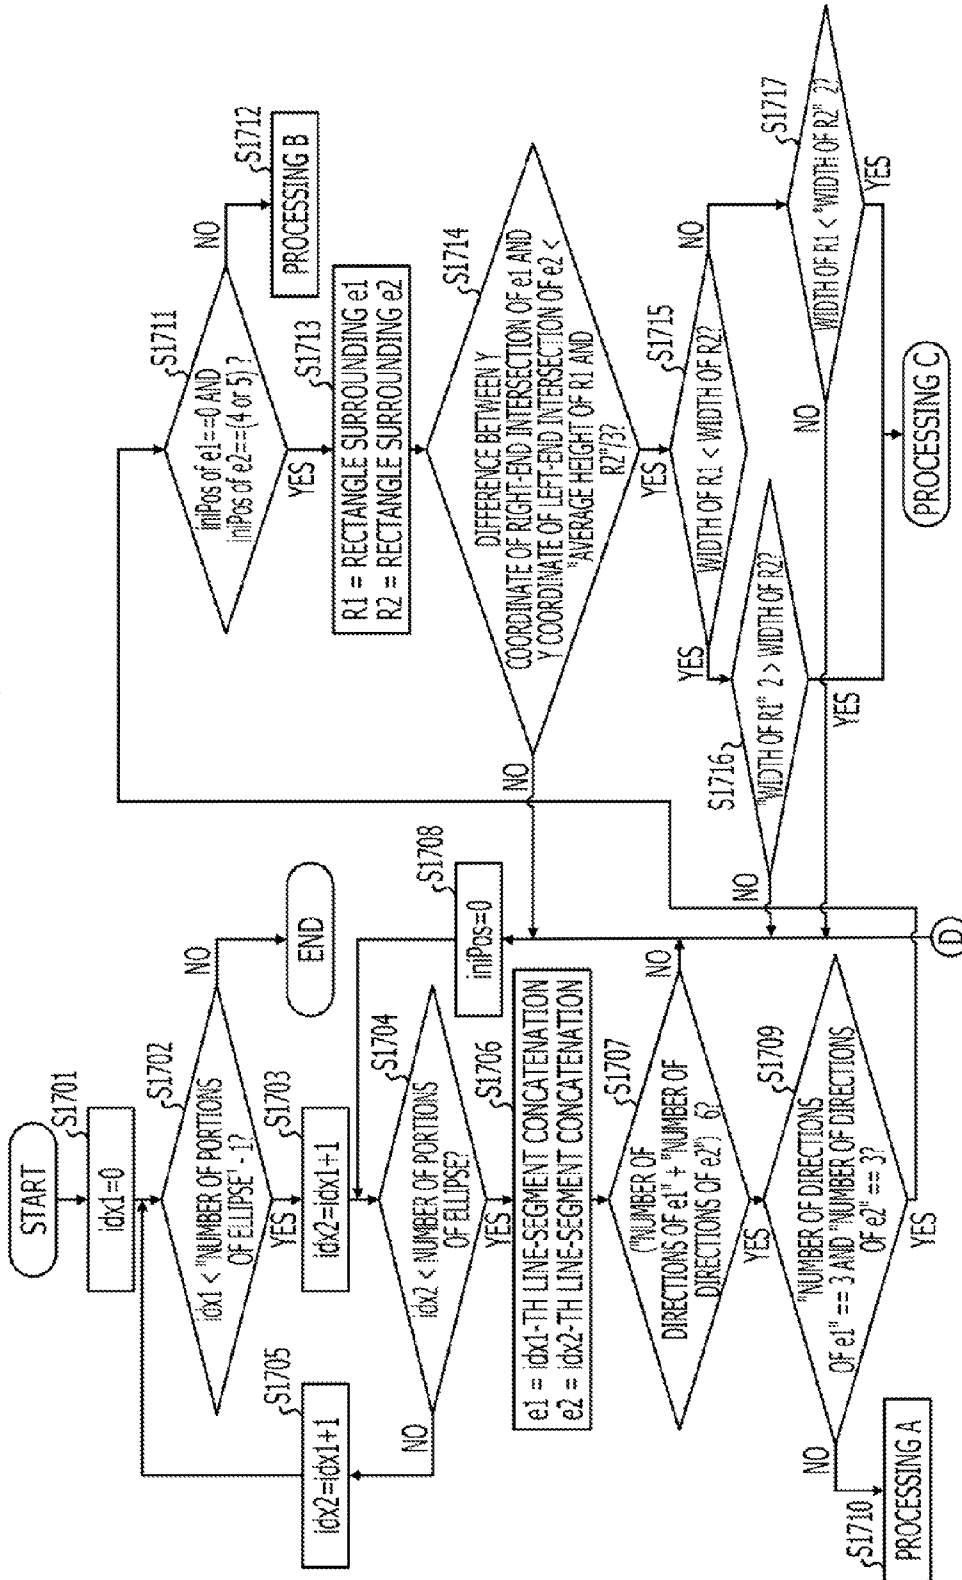 START
S1701
idx1=0
S1702
idx1 < "NUMBER OF PORTIONS
OF ELLIPSE" - 1?
NO
END
YES
S1703
idx2=idx1+1
S1704
idx2 < NUMBER OF PORTIONS
OF ELLIPSE?
NO
S1705
idx2=idx1+1
YES
S1706
e1 = idx1-TH LINE-SEGMENT CONCATENATION
e2 = idx2-TH LINE-SEGMENT CONCATENATION
S1707
("NUMBER OF
DIRECTIONS OF e1" + "NUMBER OF
DIRECTIONS OF e2") 6?
NO
S1708
iniPos=0
YES
S1709
"NUMBER OF DIRECTIONS
OF e1" == 3 AND "NUMBER OF DIRECTIONS
OF e2" == 3?
NO
S1710
PROCESSING A
YES
D
S1711
iniPos of e1==0 AND
iniPos of e2==(4 or 5)?
NO
S1712
PROCESSING B
YES
S1713
R1 = RECTANGLE SURROUNDING e1
R2 = RECTANGLE SURROUNDING e2
S1714
DIFFERENCE BETWEEN Y
COORDINATE OF RIGHT-END INTERSECTION OF e1 AND
Y COORDINATE OF LEFT-END INTERSECTION OF e2 <
"AVERAGE HEIGHT OF R1 AND
R2"/3?
NO
YES
S1715
WIDTH OF R1 < WIDTH OF R2?
YES
NO
S1716
"WIDTH OF R1" 2 > WIDTH OF R2?
NO
YES
S1717
WIDTH OF R1 < "WIDTH OF R2" 2?
NO
YES
PROCESSING C